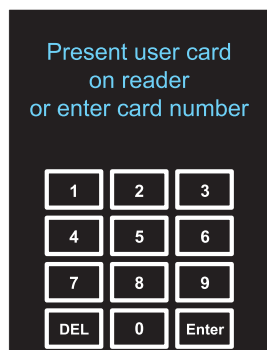 Present user card
on reader
or enter card number
1 2 3
4 5 6
7 8 9
DEL 0 Enter